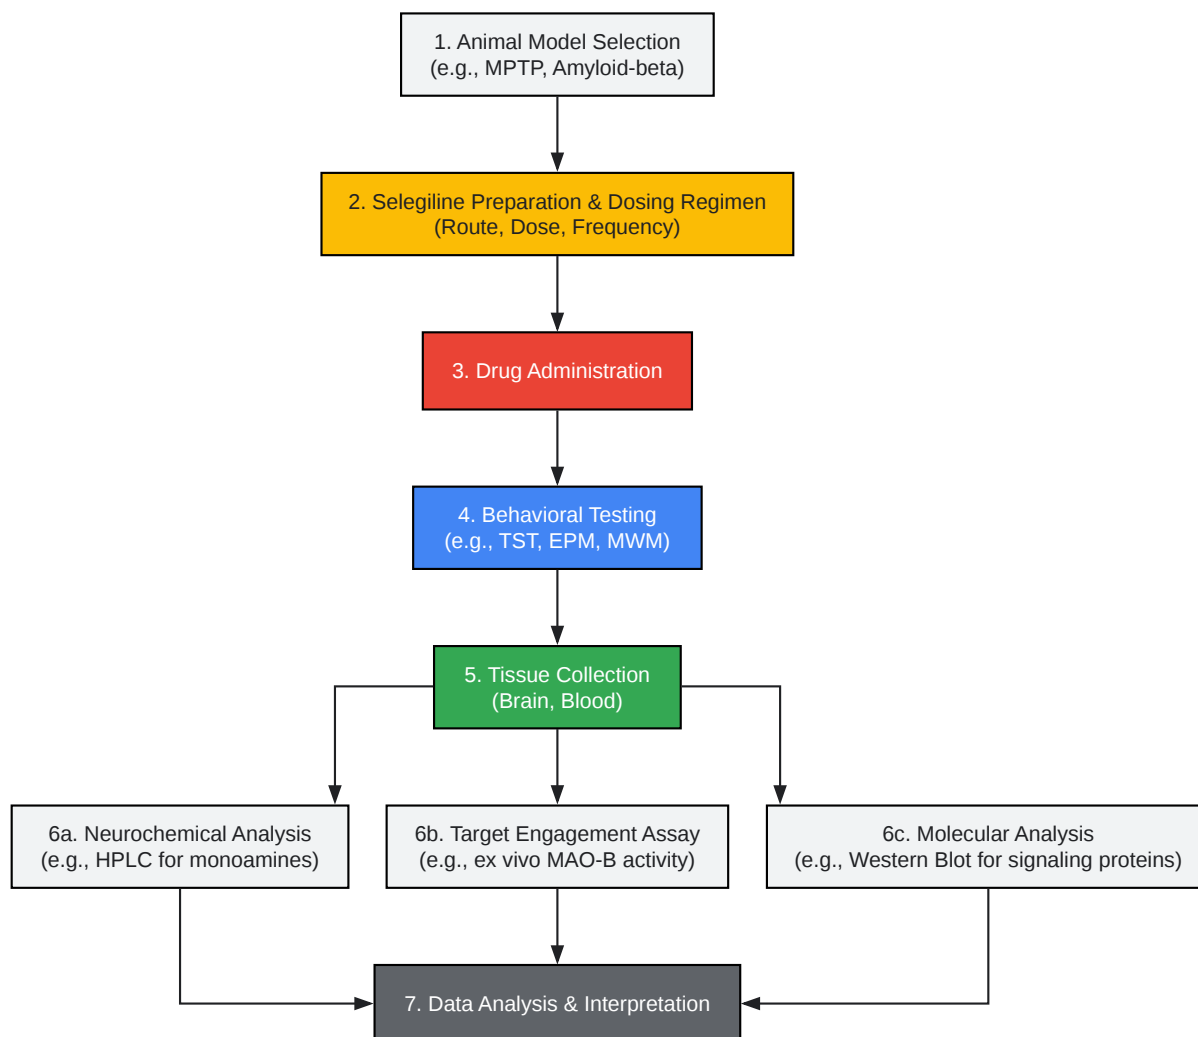 1. Animal Model Selection
(e.g., MPTP, Amyloid-beta)
2. Selegiline Preparation & Dosing Regimen
(Route, Dose, Frequency)
3. Drug Administration
4. Behavioral Testing
(e.g., TST, EPM, MWM)
5. Tissue Collection
(Brain, Blood)
6a. Neurochemical Analysis
(e.g., HPLC for monoamines)
6b. Target Engagement Assay
(e.g., ex vivo MAO-B activity)
6c. Molecular Analysis
(e.g., Western Blot for signaling proteins)
7. Data Analysis & Interpretation